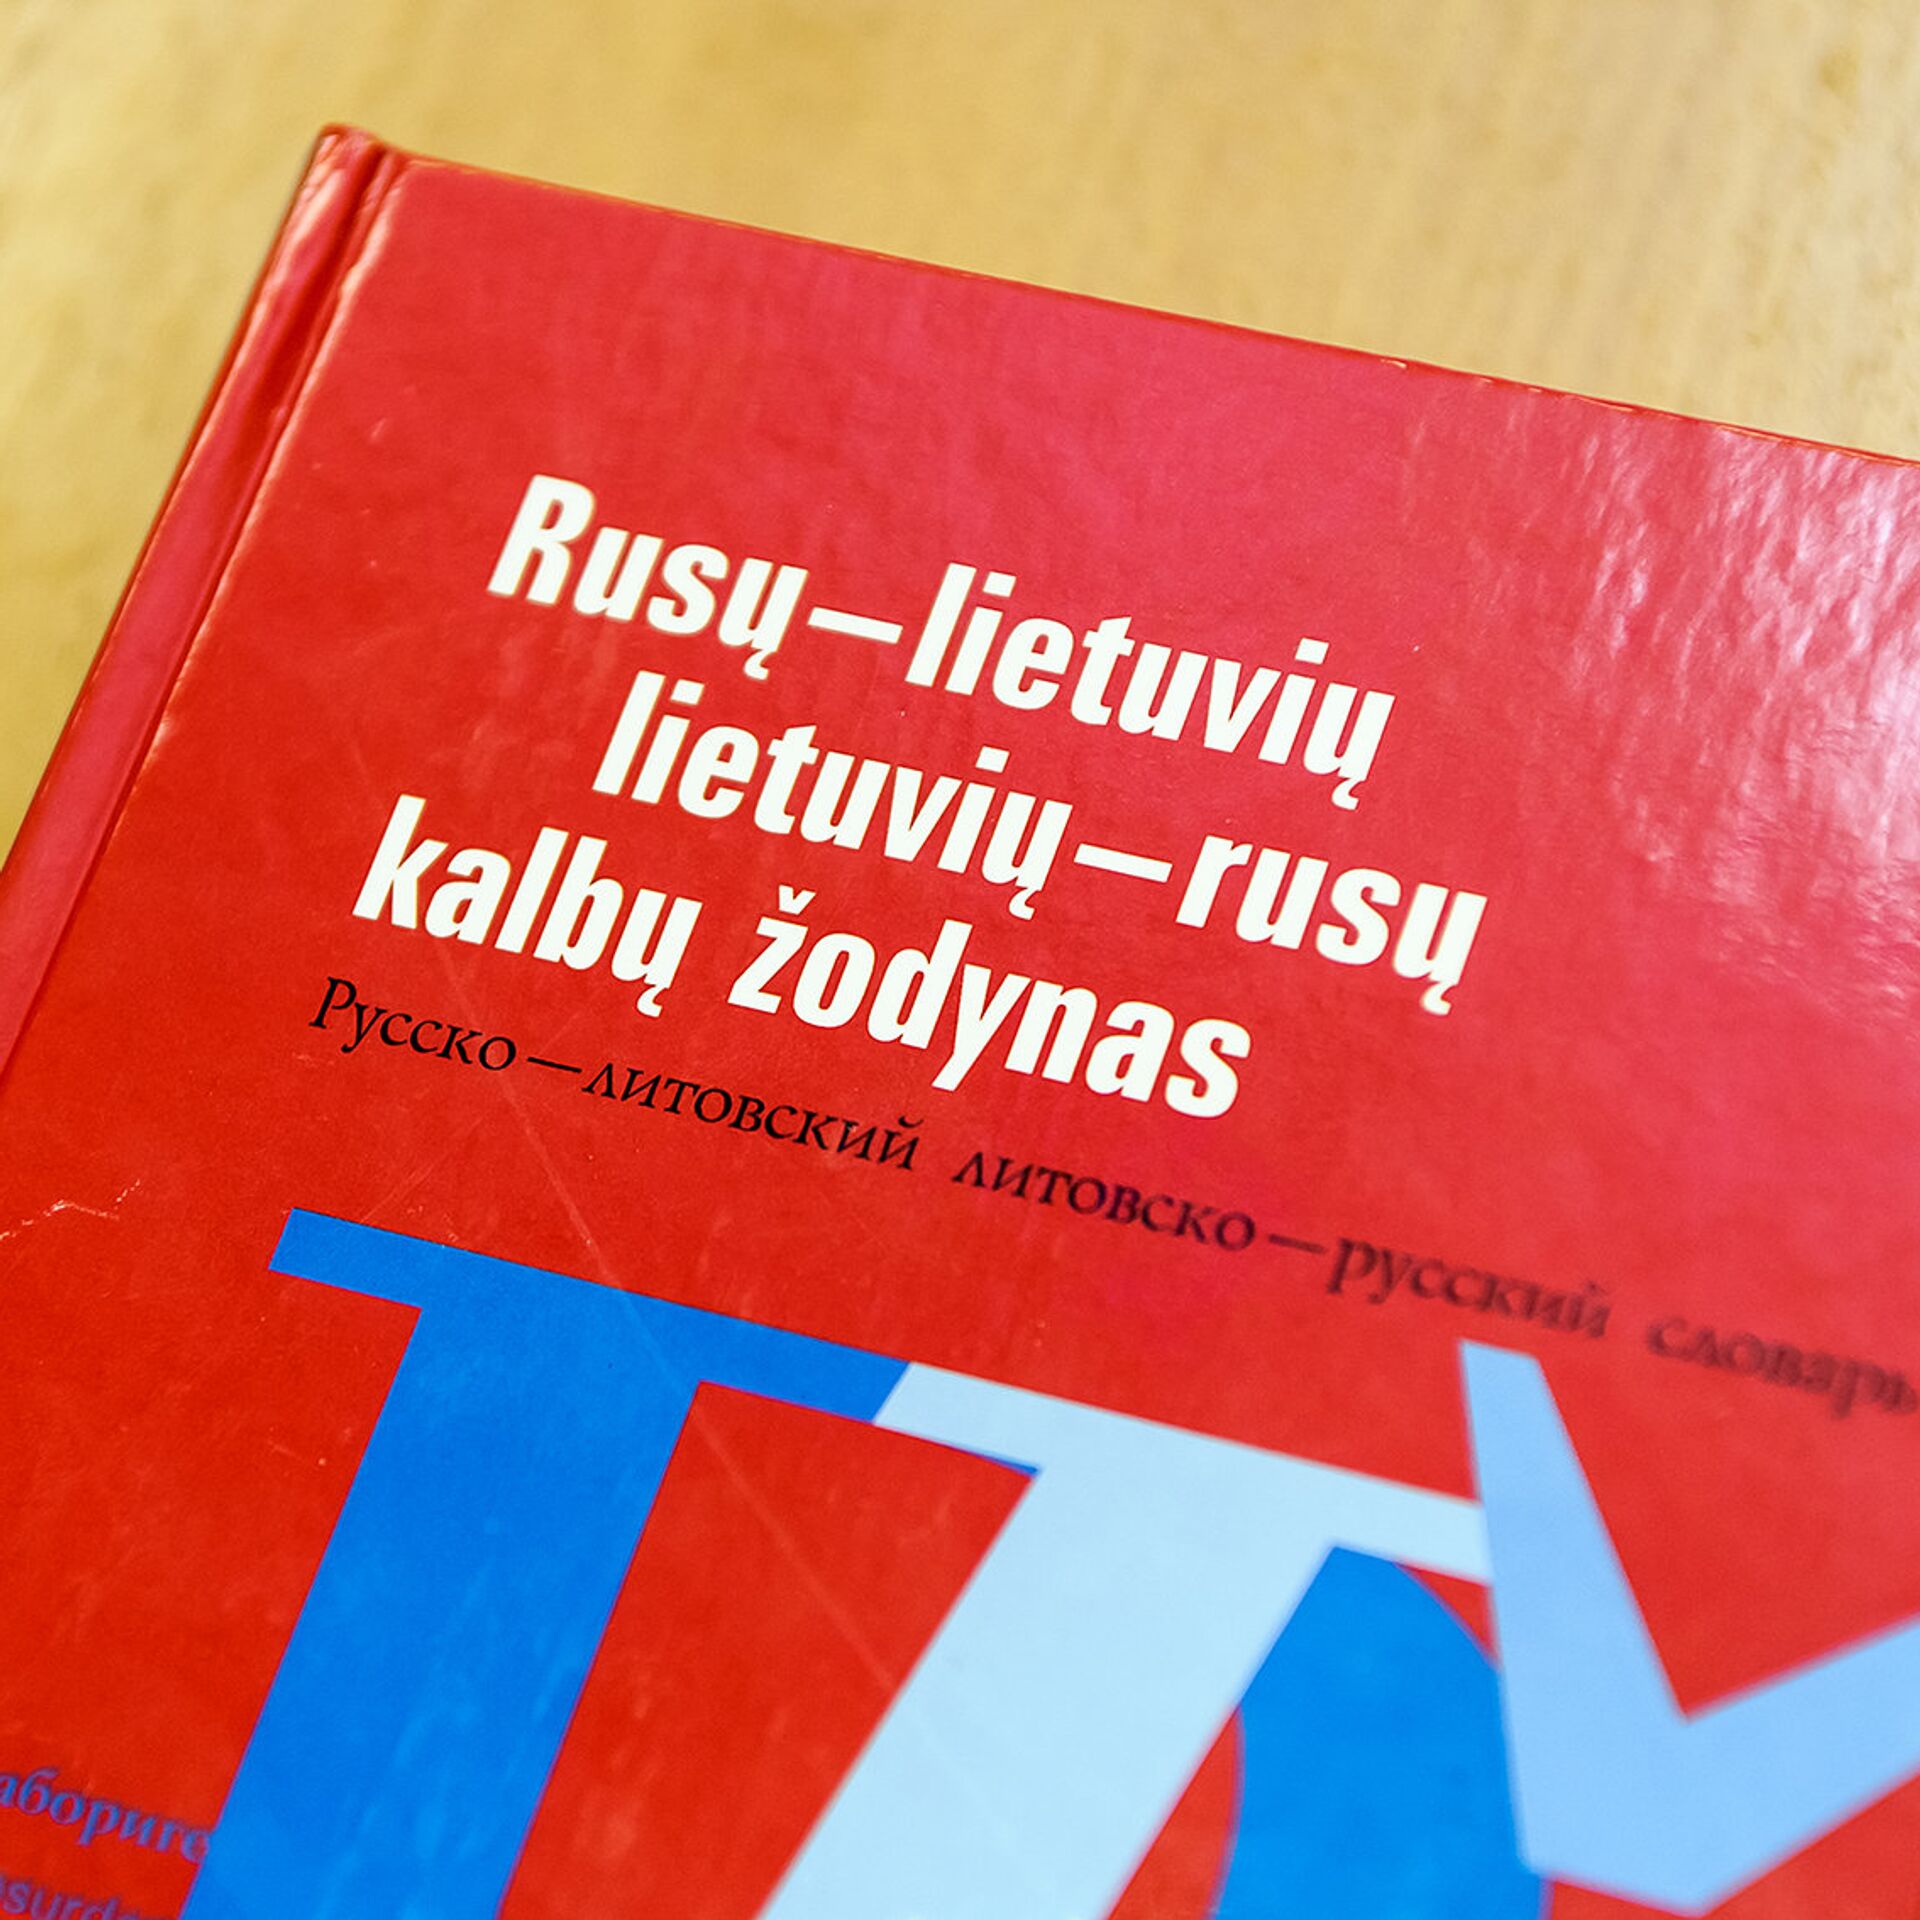 Rusų–lietuvių
lietuvių–rusų
kalbų žodynas
Русско–литовский литовско–русский словарь